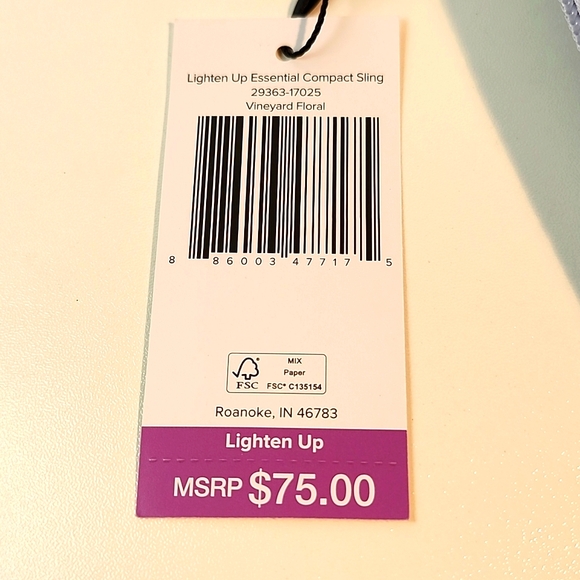 Lighten Up Essential Compact Sling
29363-17025
Vineyard Floral
8 86003 47717 5
MIX
Paper
FSC® C135154
FSC
Roanoke, IN 46783
Lighten Up
MSRP $75.00